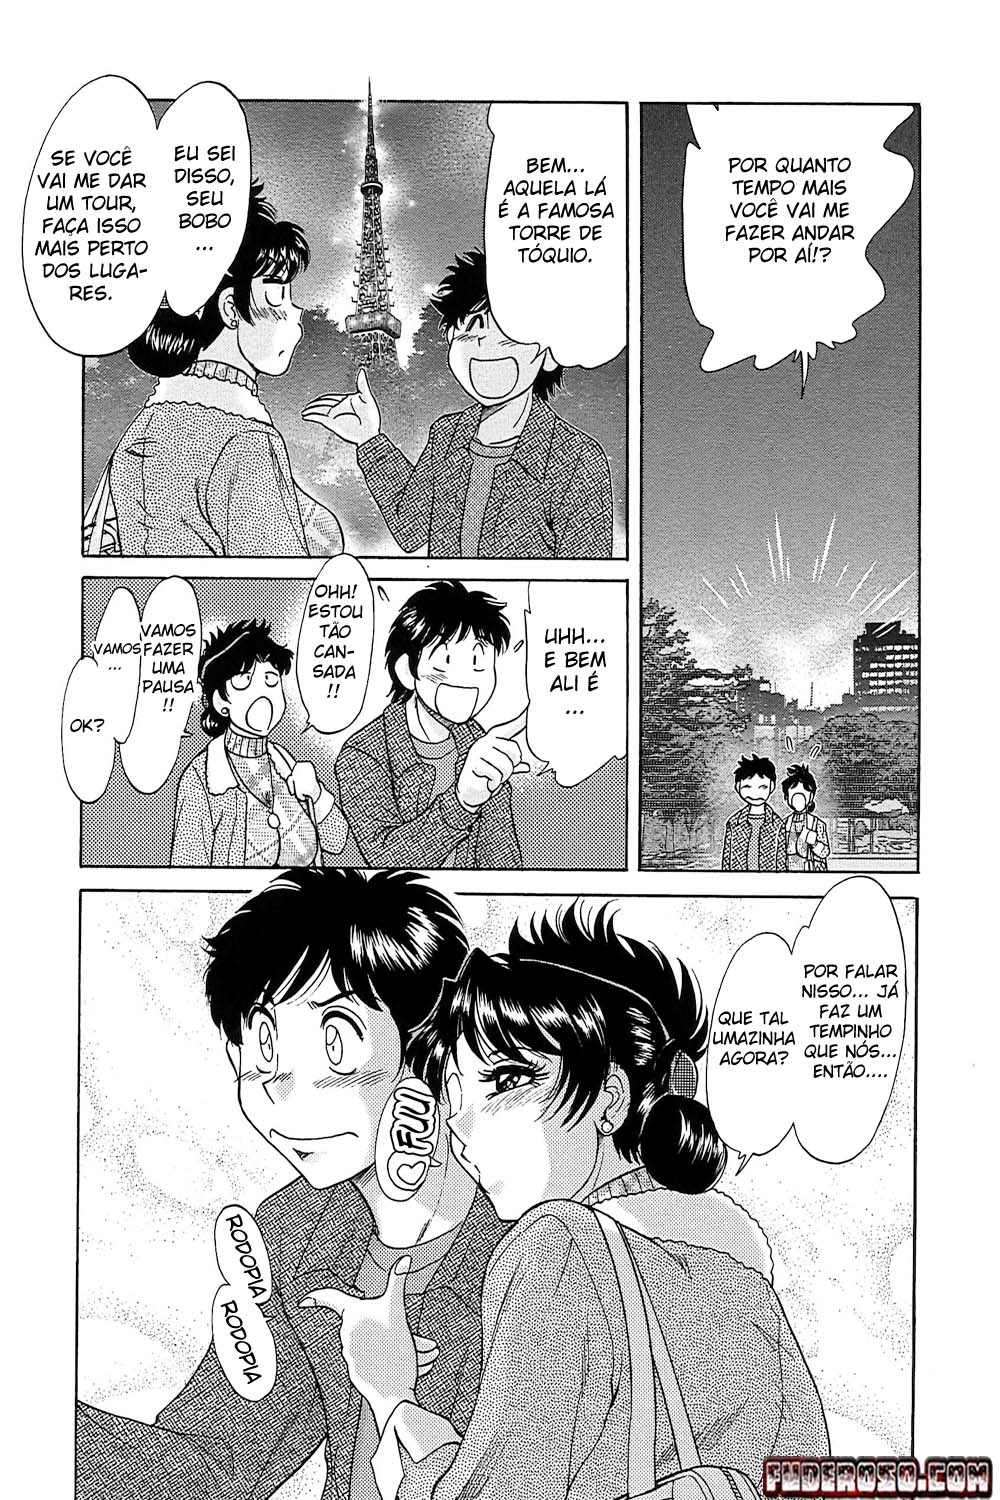 POR QUANTO
TEMPO MAIS
VOCÊ VAI ME
FAZER ANDAR
POR AÍ!?
BEM...
AQUELA LÁ
É A FAMOSA
TORRE DE
TÓQUIO.
EU SEI
DISSO,
SEU
BOBO
...
SE VOCÊ
VAI ME DAR
UM TOUR,
FAÇA ISSO
MAIS PERTO
DOS LUGA-
RES.
UHH...
E BEM
ALI É
...
OHH!
ESTOU
TÃO
CAN-
SADA
!!
VAMOS
FAZER
UMA
PAUSA
!!
VAMOS
...
OK?
POR FALAR
NISSO... JÁ
FAZ UM
TEMPINHO
QUE NÓS...
ENTÃO....
QUE TAL
UMAZINHA
AGORA?
FUU
RODOPIA
RODOPIA
FUDEROSO.COM